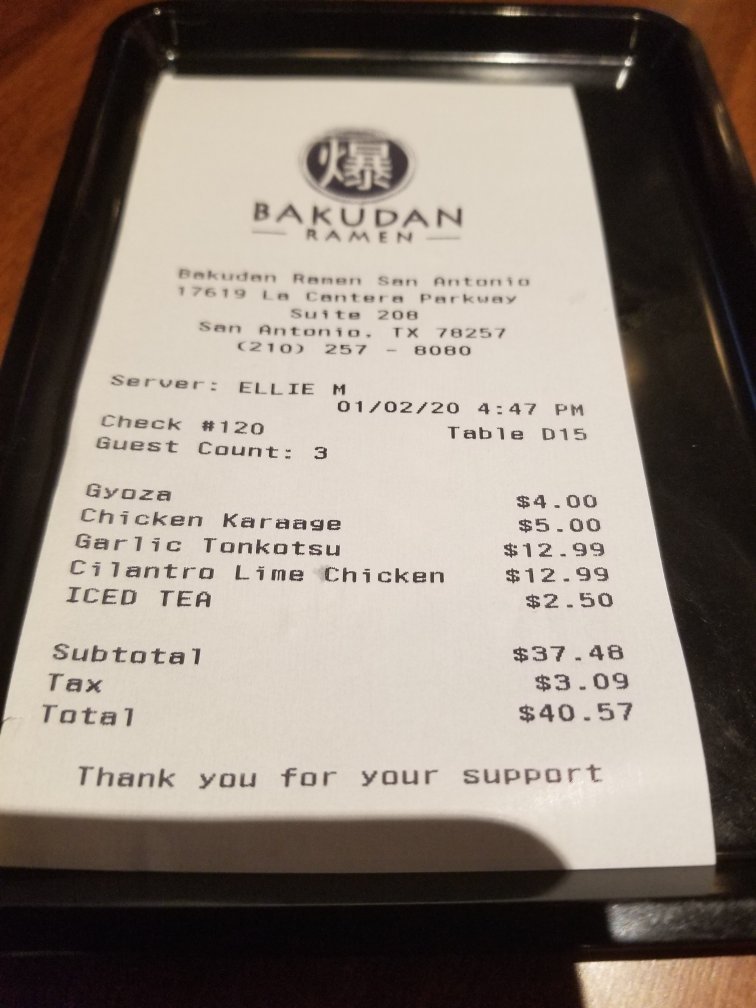 爆
BAKUDAN
RAMEN
Bakudan Ramen San Antonio
17619 La Cantera Parkway
Suite 208
San Antonio, TX 78257
(210) 257 - 8080
Server: ELLIE M
01/02/20 4:47 PM
Check #120 Table D15
Guest Count: 3
Gyoza $4.00
Chicken Karaage $5.00
Garlic Tonkotsu $12.99
Cilantro Lime Chicken $12.99
ICED TEA $2.50
Subtotal $37.48
Tax $3.09
Total $40.57
Thank you for your support